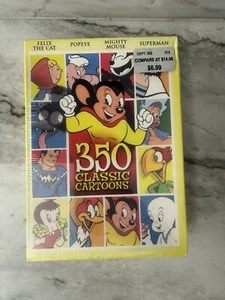 FELIX THE CAT
POPEYE
MIGHTY MOUSE
SUPERMAN
COMPARE AT $14.99
$6.99
350
CLASSIC
CARTOONS